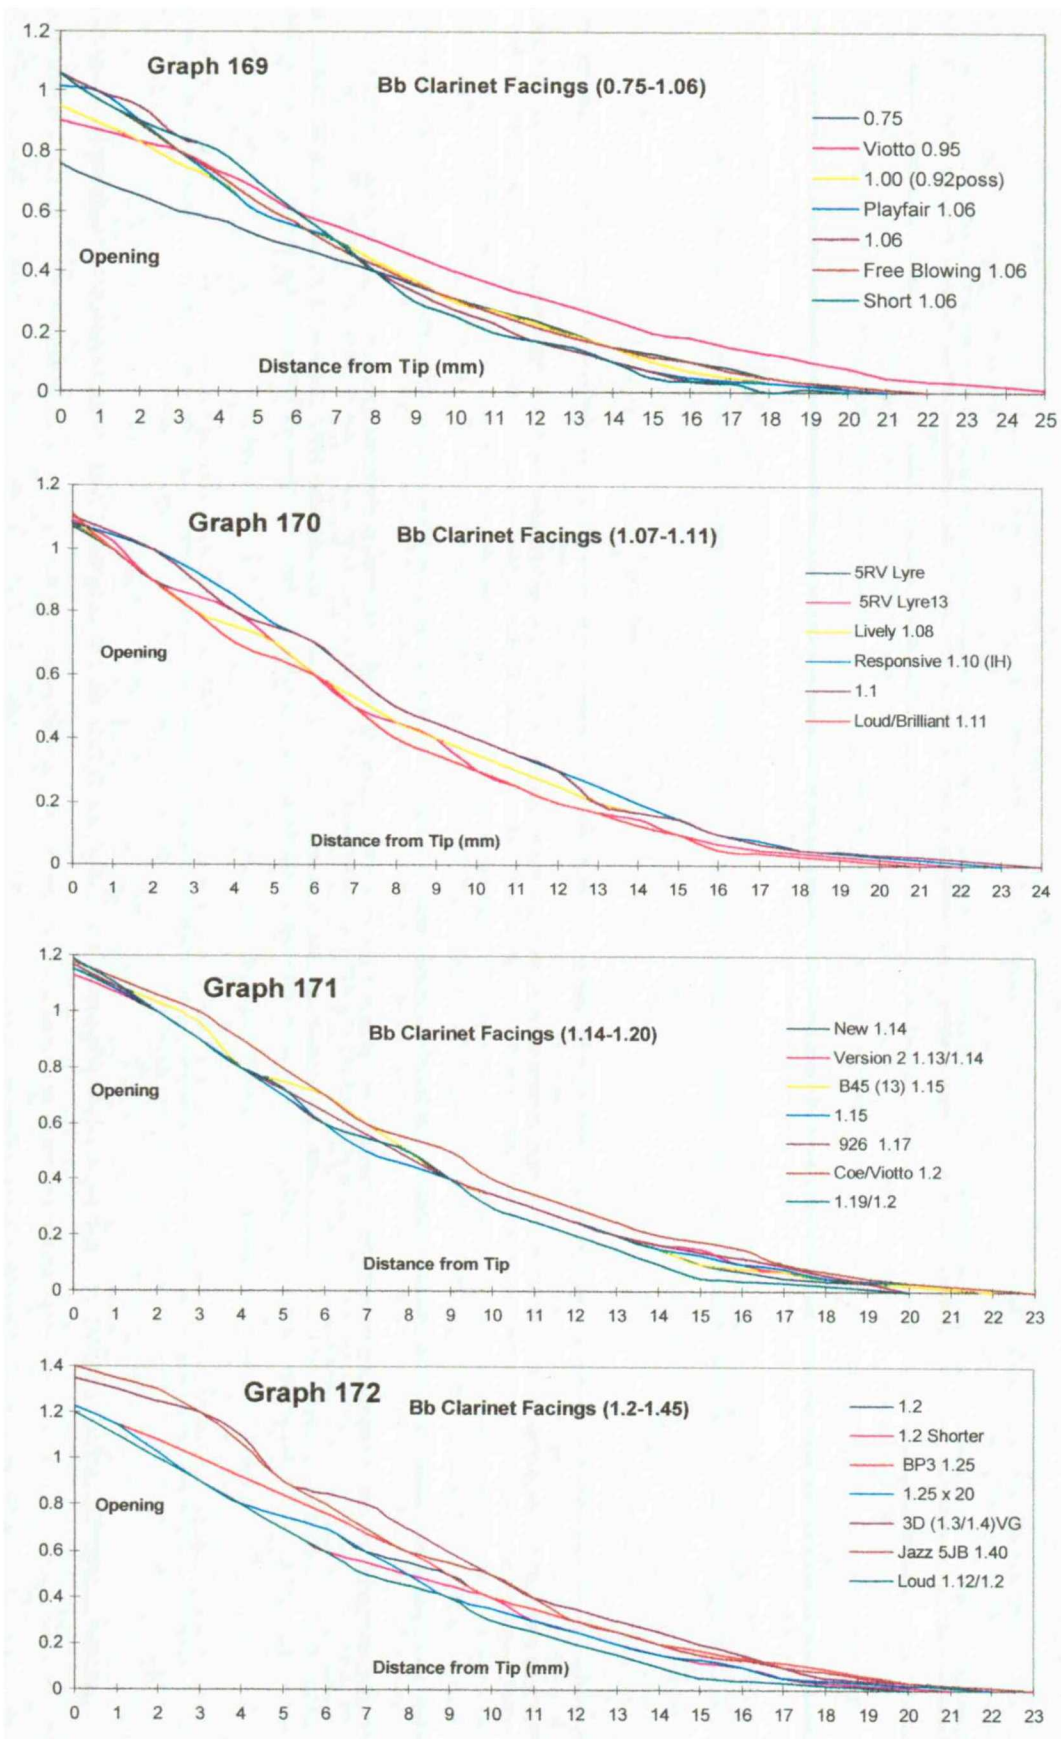 Graph 169
Bb Clarinet Facings (0.75-1.06)
1.2
1
0.8
0.6
0.4
0.2
0
Opening
Distance from Tip (mm)
0 1 2 3 4 5 6 7 8 9 10 11 12 13 14 15 16 17 18 19 20 21 22 23 24 25
0.75
Viotto 0.95
1.00 (0.92poss)
Playfair 1.06
1.06
Free Blowing 1.06
Short 1.06
Graph 170
Bb Clarinet Facings (1.07-1.11)
1.2
1
0.8
0.6
0.4
0.2
0
Opening
Distance from Tip (mm)
0 1 2 3 4 5 6 7 8 9 10 11 12 13 14 15 16 17 18 19 20 21 22 23 24
5RV Lyre
5RV Lyre13
Lively 1.08
Responsive 1.10 (IH)
1.1
Loud/Brilliant 1.11
Graph 171
Bb Clarinet Facings (1.14-1.20)
1.2
1
0.8
0.6
0.4
0.2
0
Opening
Distance from Tip
0 1 2 3 4 5 6 7 8 9 10 11 12 13 14 15 16 17 18 19 20 21 22 23
New 1.14
Version 2 1.13/1.14
B45 (13) 1.15
1.15
926 1.17
Coe/Viotto 1.2
1.19/1.2
Graph 172
Bb Clarinet Facings (1.2-1.45)
1.4
1.2
1
0.8
0.6
0.4
0.2
0
Opening
Distance from Tip (mm)
0 1 2 3 4 5 6 7 8 9 10 11 12 13 14 15 16 17 18 19 20 21 22 23
1.2
1.2 Shorter
BP3 1.25
1.25 x 20
3D (1.3/1.4)VG
Jazz 5JB 1.40
Loud 1.12/1.2